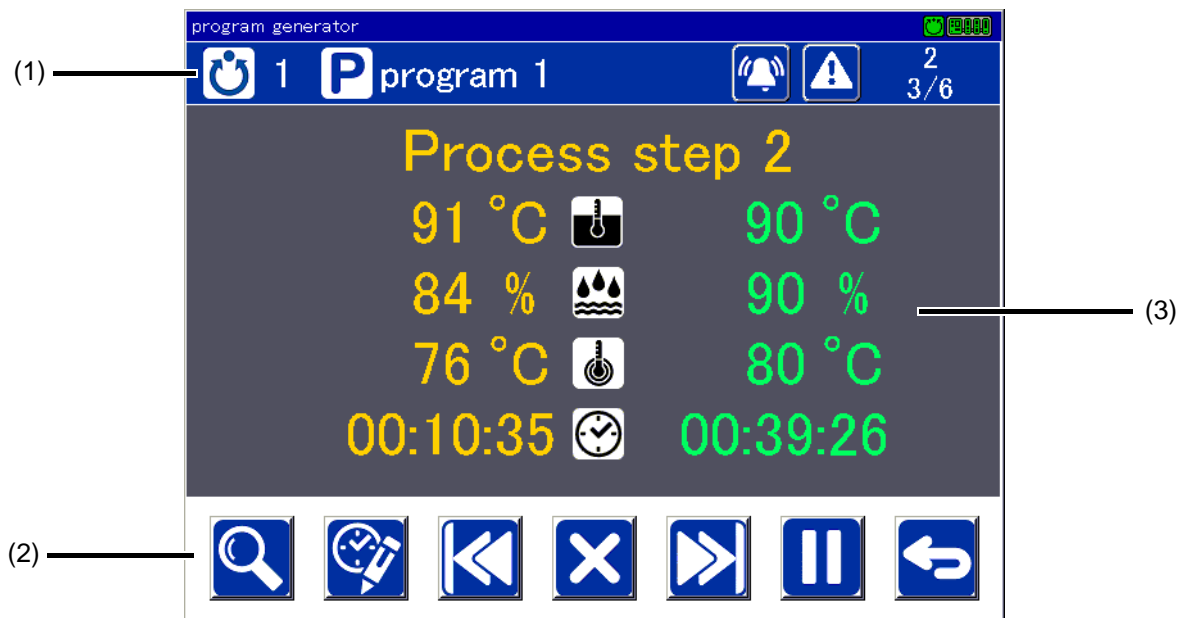 program generator
(1)
1 P program 1
2
3/6
Process step 2
91 °C 90 °C
84 % 90 %
(3)
76 °C 80 °C
00:10:35 00:39:26
(2)